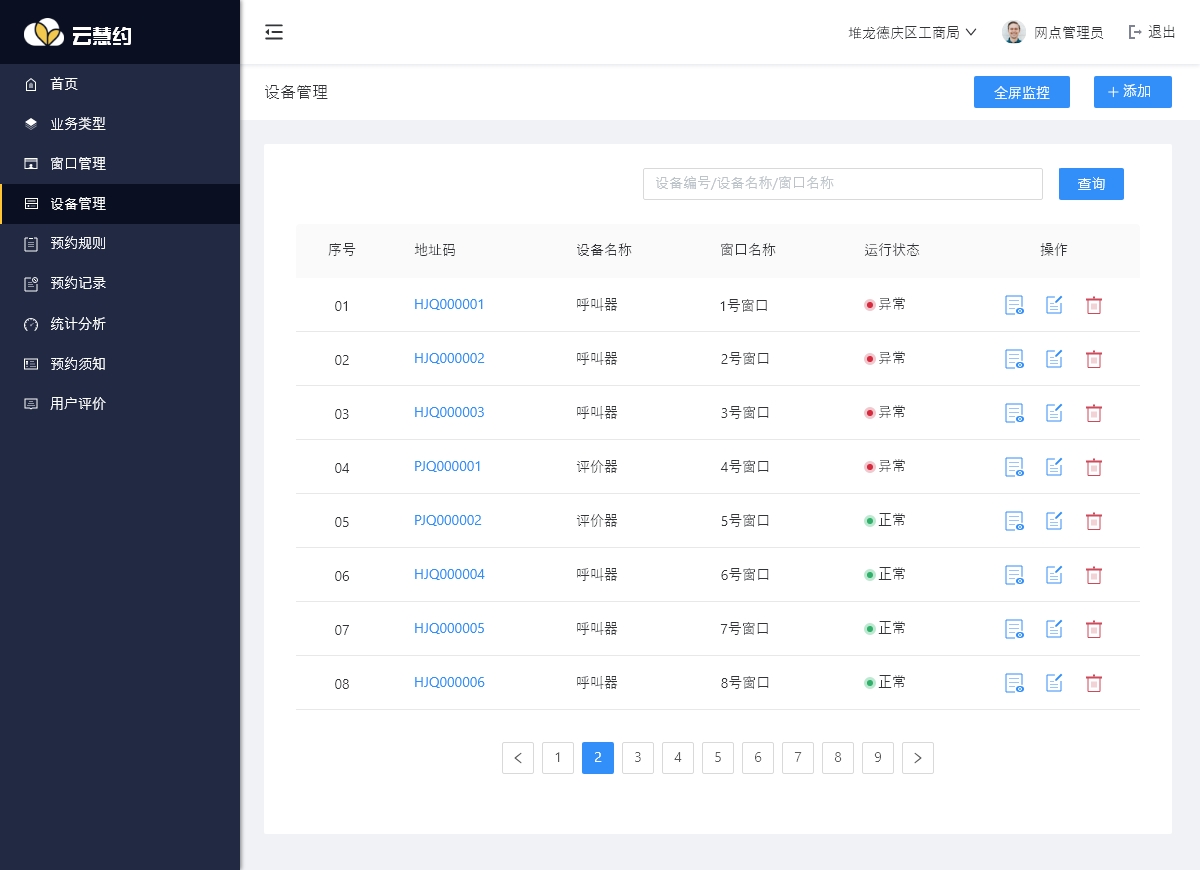 云慧约
堆龙德庆区工商局 网点管理员 退出
首页
业务类型
窗口管理
设备管理
预约规则
预约记录
统计分析
预约须知
用户评价
设备管理 全屏监控 + 添加
设备编号/设备名称/窗口名称 查询
序号 地址码 设备名称 窗口名称 运行状态 操作
01 HJQ000001 呼叫器 1号窗口 异常
02 HJQ000002 呼叫器 2号窗口 异常
03 HJQ000003 呼叫器 3号窗口 异常
04 PJQ000001 评价器 4号窗口 异常
05 PJQ000002 评价器 5号窗口 正常
06 HJQ000004 呼叫器 6号窗口 正常
07 HJQ000005 呼叫器 7号窗口 正常
08 HJQ000006 呼叫器 8号窗口 正常
< 1 2 3 4 5 6 7 8 9 >